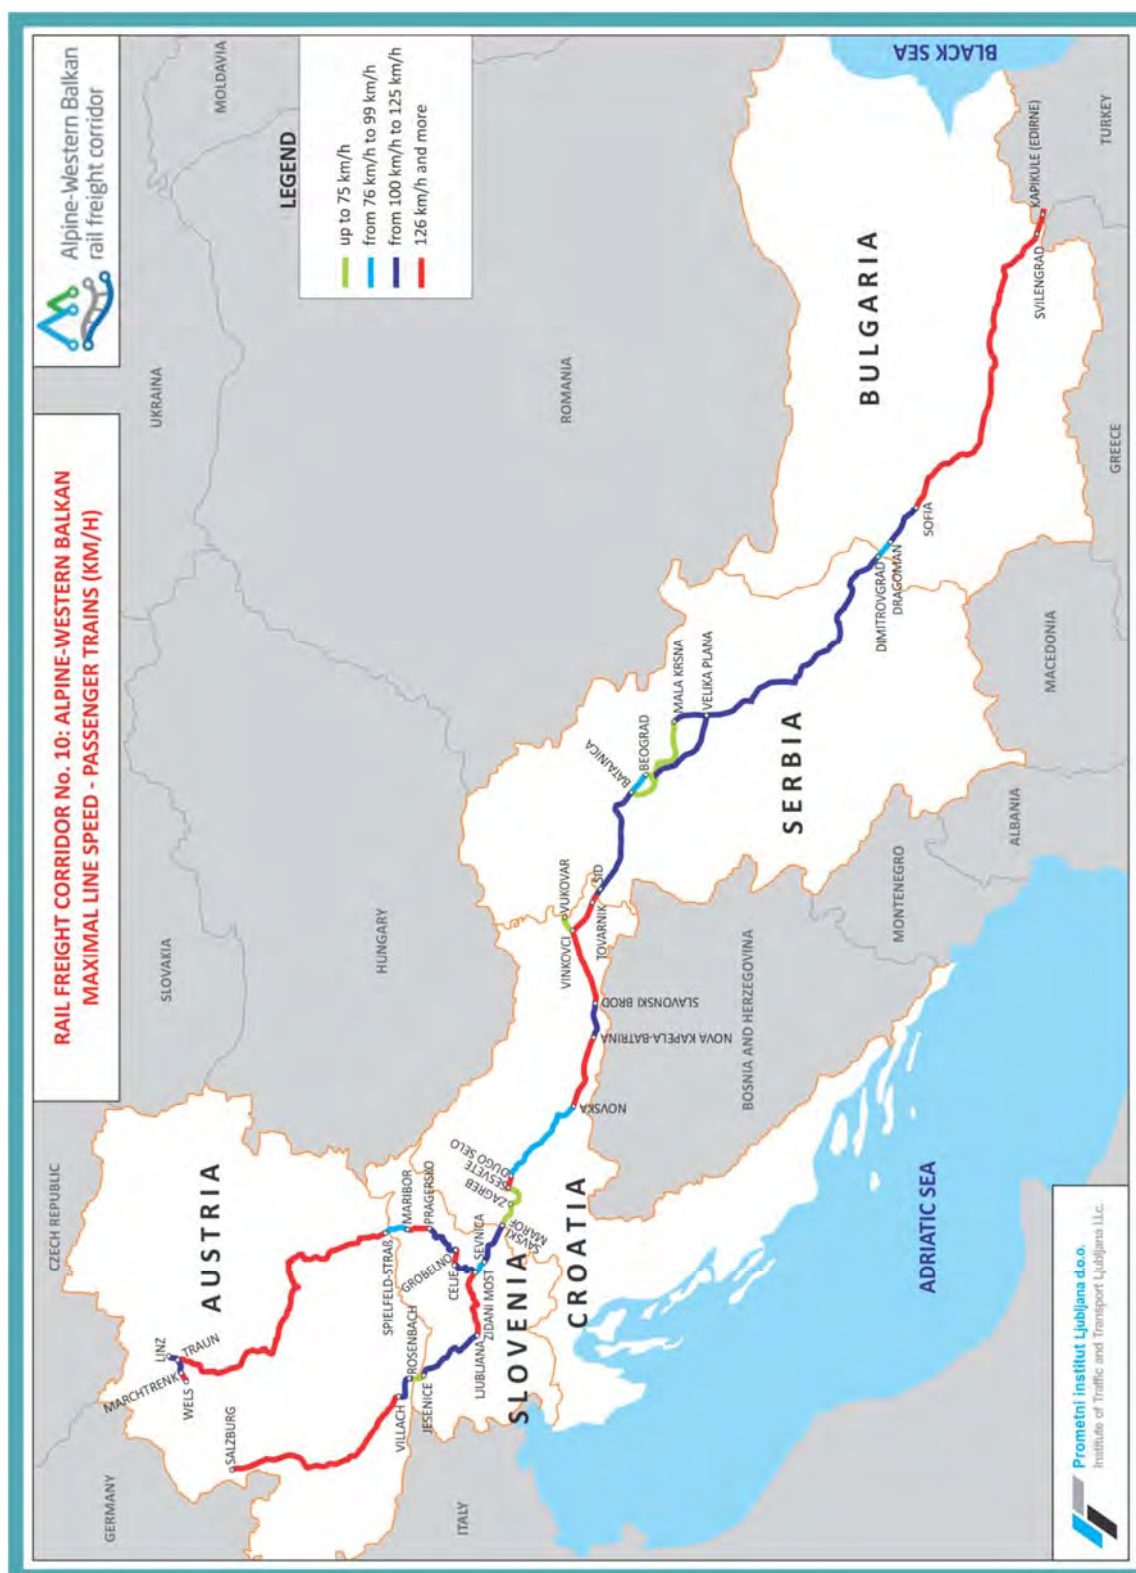 RAIL FREIGHT CORRIDOR No. 10: ALPINE-WESTERN BALKAN
MAXIMAL LINE SPEED - PASSENGER TRAINS (KM/H)
Alpine-Western Balkan
rail freight corridor
LEGEND
up to 75 km/h
from 76 km/h to 99 km/h
from 100 km/h to 125 km/h
126 km/h and more
CZECH REPUBLIC
SLOVAKIA
UKRAINA
MOLDAVIA
GERMANY
AUSTRIA
LINZ
TRAUN
MARCHTRENK
WELS
SALZBURG
HUNGARY
ROMANIA
SPIELFELD-STRAß
MARIBOR
PRAGERSKO
GROBELNO
CELJE
SEVNICA
ZIDANI MOST
VILLACH
ROSENBACH
JESENICE
LJUBLJANA
ITALY
SLOVENIA
CROATIA
SAVSKI
MAROF
ZAGREB
SESVETE
DUGO SELO
NOVSKA
NOVA KAPELA-BATRINA
SLAVONSKI BROD
VINKOVCI
VUKOVAR
TOVARNIK
ŠID
BATAJNICA
BEOGRAD
MALA KRSNA
VELIKA PLANA
SERBIA
BOSNIA AND HERZEGOVINA
MONTENEGRO
ALBANIA
MACEDONIA
DIMITROVGRAD
DRAGOMAN
SOFIA
BULGARIA
SVILENGRAD
KAPIKULE (EDIRNE)
BLACK SEA
TURKEY
GREECE
ADRIATIC SEA
Prometni institut Ljubljana d.o.o.
Institute of Traffic and Transport Ljubljana l.l.c.